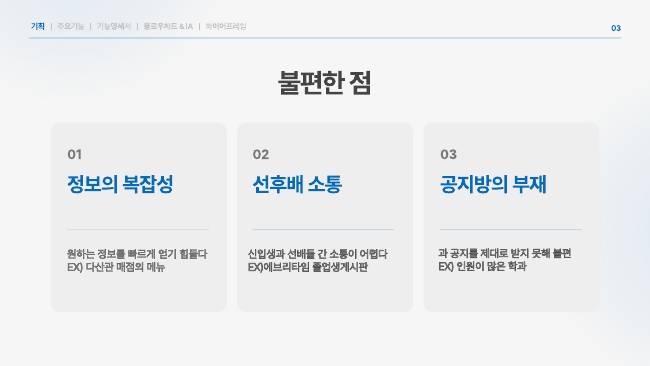 기획 | 주요기능 | 기능명세서 | 플로우차트 & IA | 와이어프레임
03
불편한 점
01
정보의 복잡성
원하는 정보를 빠르게 얻기 힘들다
EX) 다산관 매점의 메뉴
02
선후배 소통
신입생과 선배들 간 소통이 어렵다
EX)에브리타임 졸업생게시판
03
공지방의 부재
과 공지를 제대로 받지 못해 불편
EX) 인원이 많은 학과